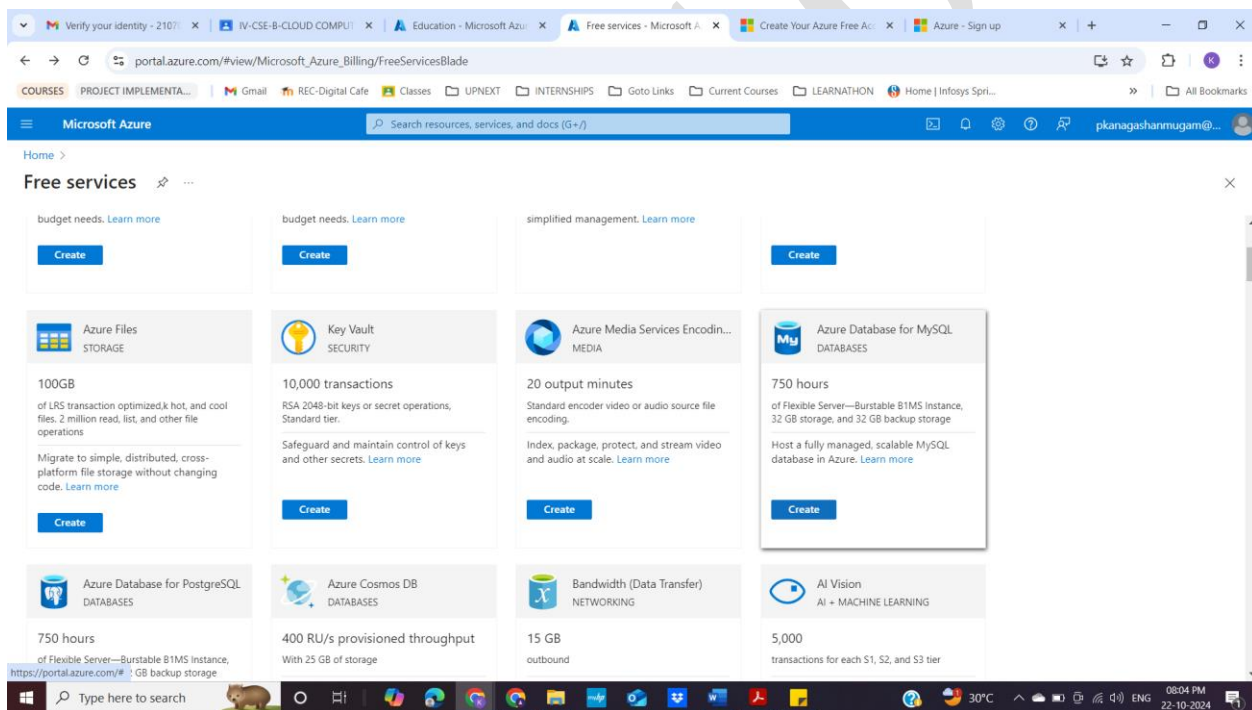 Verify your identity - 2107
IV-CSE-B-CLOUD COMPUT
Education - Microsoft Azu
Free services - Microsoft A
Create Your Azure Free Acc
Azure - Sign up
portal.azure.com/#view/Microsoft_Azure_Billing/FreeServicesBlade
K
COURSES PROJECT IMPLEMENTA... Gmail REC-Digital Cafe Classes UPNEXT INTERNSHIPS Goto Links Current Courses LEARNATHON Home | Infosys Spri... » All Bookmarks
Microsoft Azure Search resources, services, and docs (G+/) pkanagashanmugam@...
Home >
Free services ...
budget needs. Learn more
Create
budget needs. Learn more
Create
simplified management. Learn more
Create
Azure Files
STORAGE
100GB
of LRS transaction optimized,k hot, and cool
files. 2 million read, list, and other file
operations
Migrate to simple, distributed, cross-
platform file storage without changing
code. Learn more
Create
Key Vault
SECURITY
10,000 transactions
RSA 2048-bit keys or secret operations,
Standard tier.
Safeguard and maintain control of keys
and other secrets. Learn more
Create
Azure Media Services Encodin...
MEDIA
20 output minutes
Standard encoder video or audio source file
encoding.
Index, package, protect, and stream video
and audio at scale. Learn more
Create
My
Azure Database for MySQL
DATABASES
750 hours
of Flexible Server—Burstable B1MS Instance,
32 GB storage, and 32 GB backup storage
Host a fully managed, scalable MySQL
database in Azure. Learn more
Create
Azure Database for PostgreSQL
DATABASES
750 hours
of Flexible Server—Burstable B1MS Instance,
GB backup storage
Azure Cosmos DB
DATABASES
400 RU/s provisioned throughput
With 25 GB of storage
Bandwidth (Data Transfer)
NETWORKING
15 GB
outbound
AI Vision
AI + MACHINE LEARNING
5,000
transactions for each S1, S2, and S3 tier
https://portal.azure.com/#
Type here to search
30°C
ENG
08:04 PM
22-10-2024